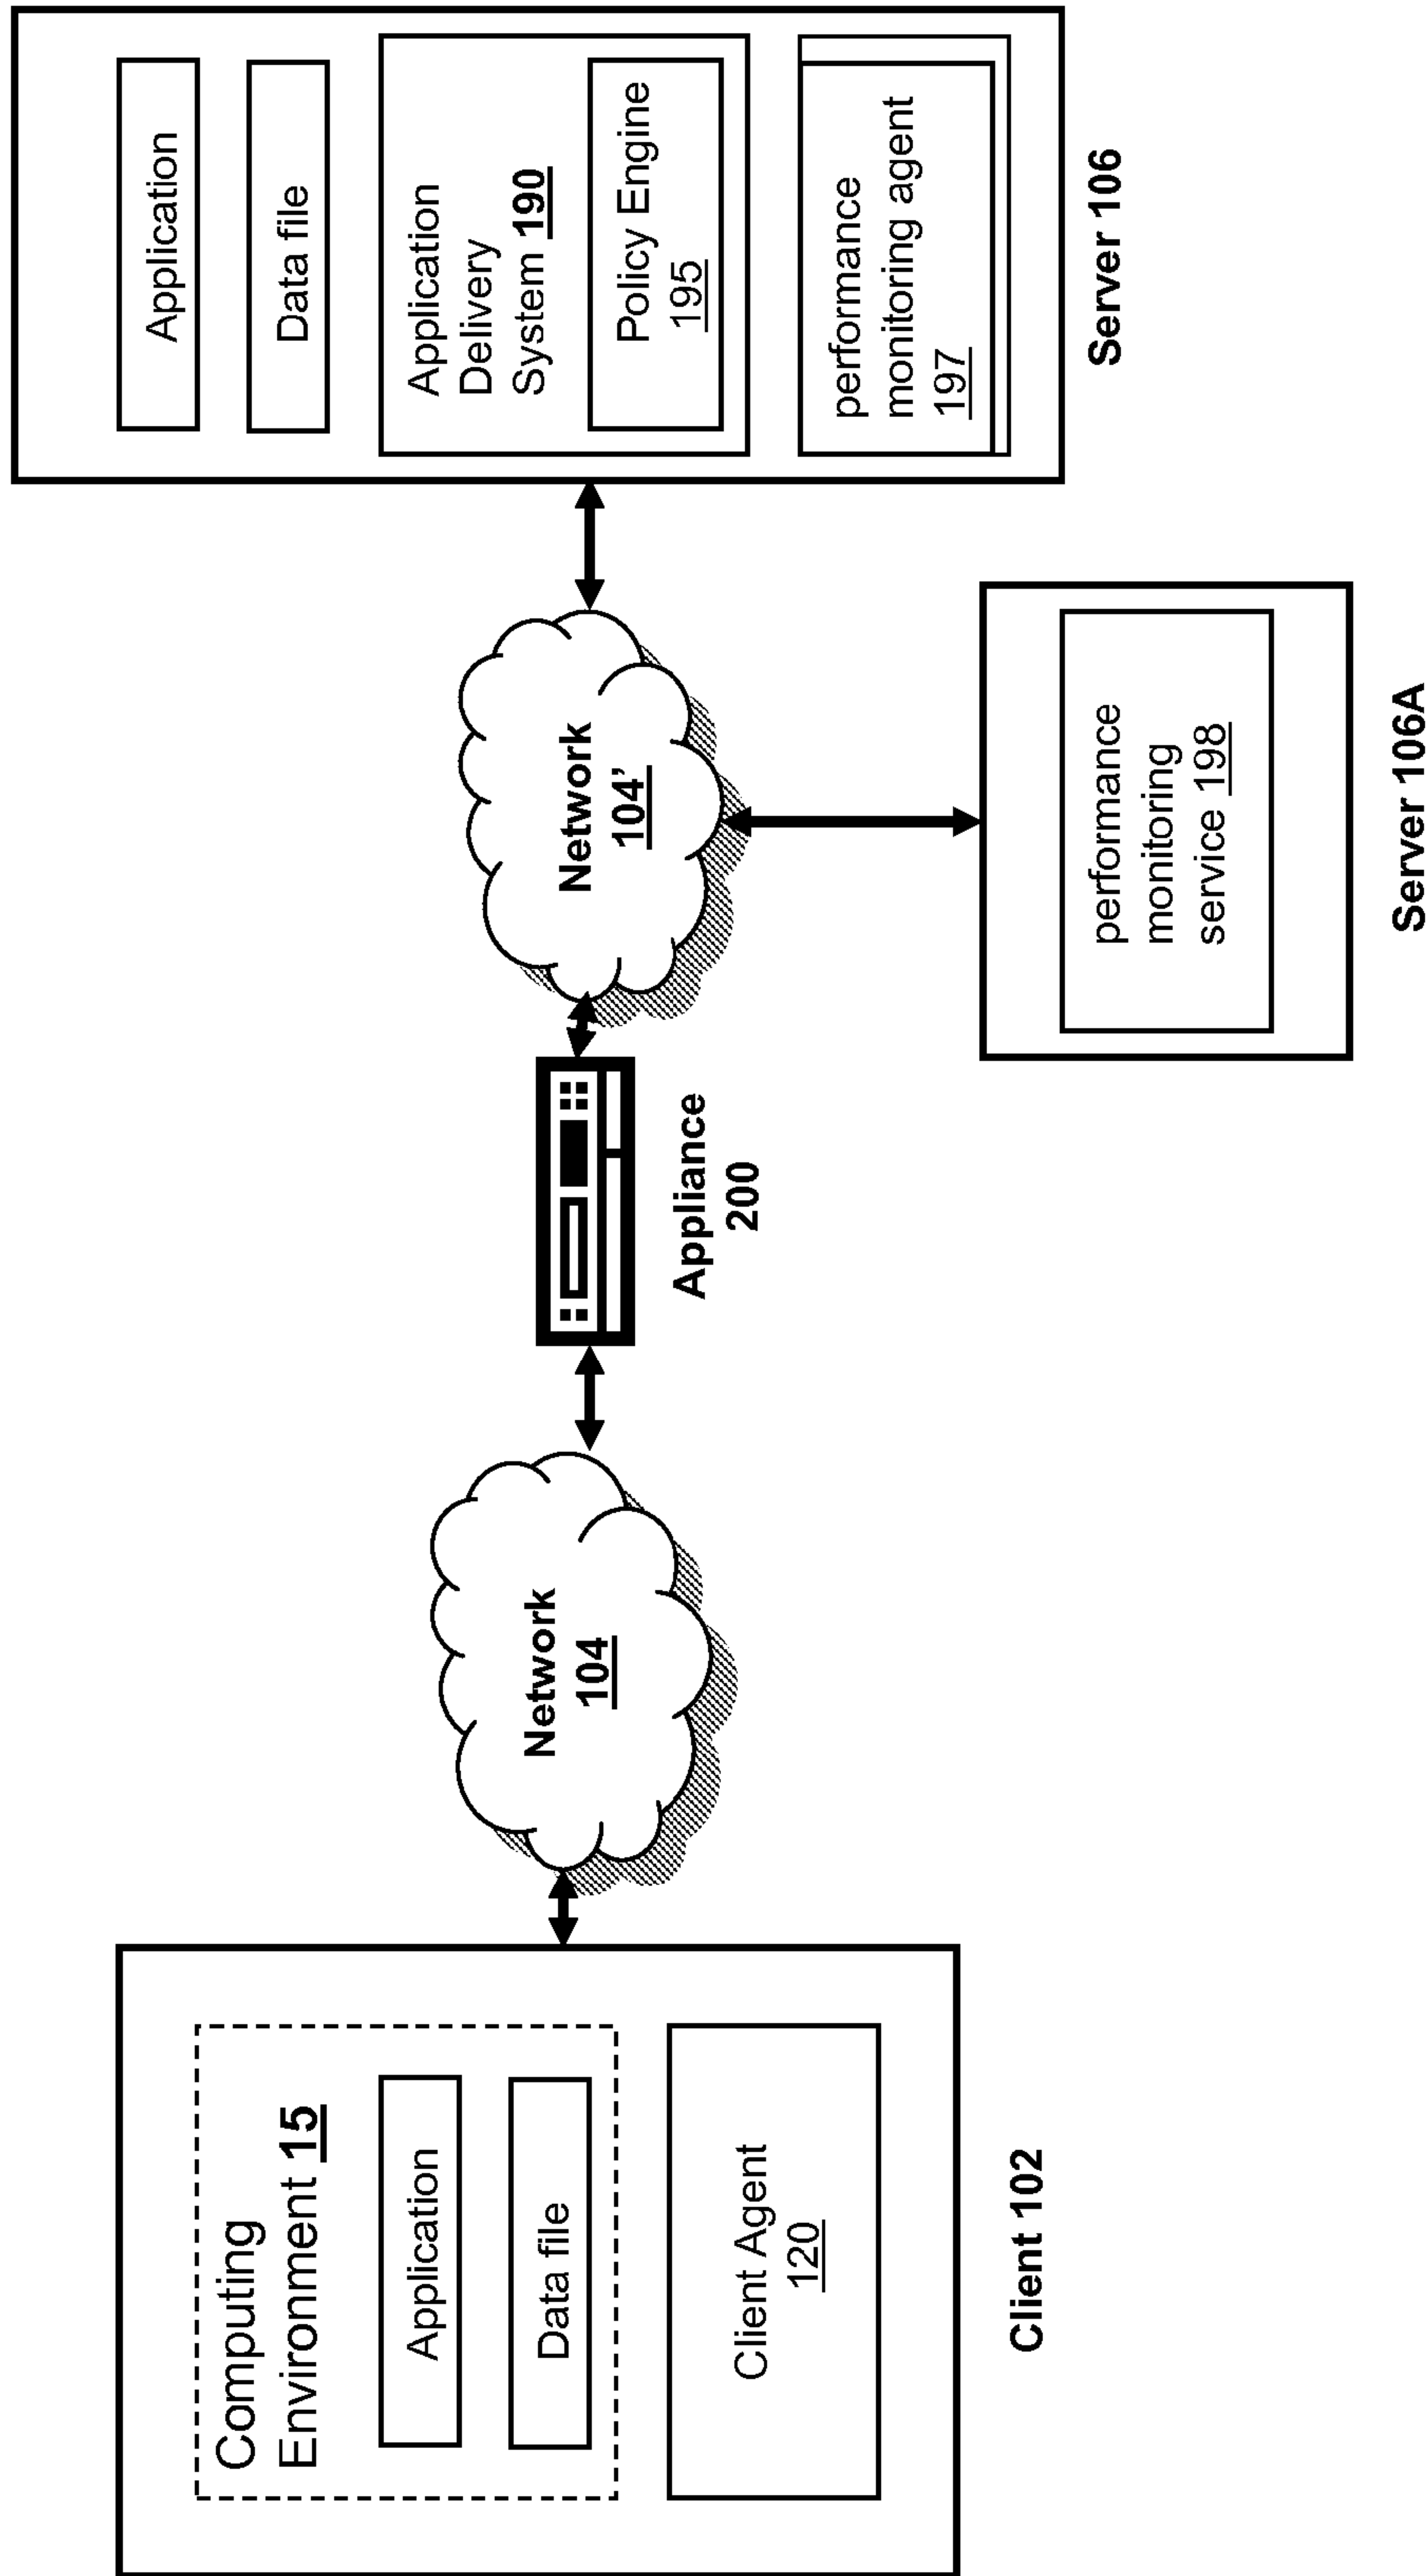 Computing
Environment 15
Application
Data file
Client Agent
120
Client 102
Network
104
Appliance
200
Network
104’
performance
monitoring
service 198
Server 106A
Application
Data file
Application
Delivery
System 190
Policy Engine
195
performance
monitoring agent
197
Server 106